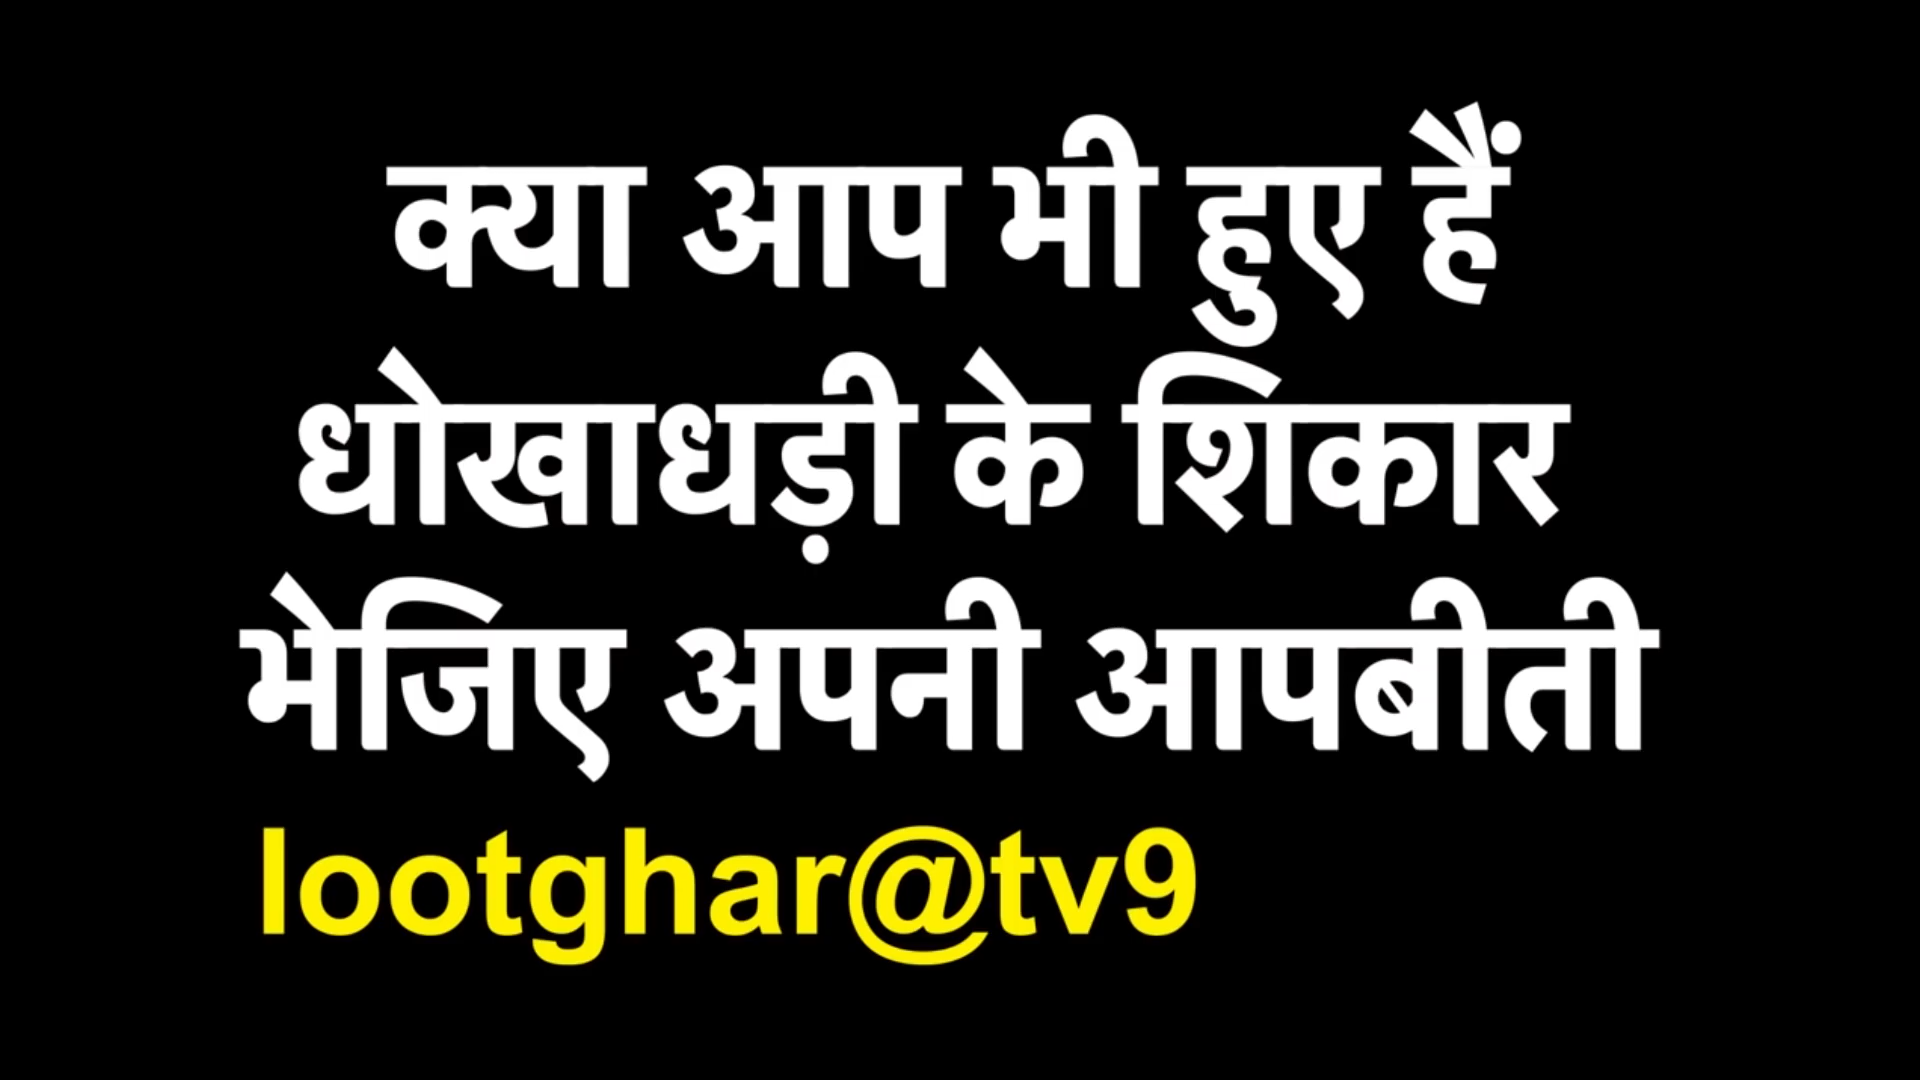 क्या आप भी हुए हैं
धोखाधड़ी के शिकार
भेजिए अपनी आपबीती
lootghar@tv9